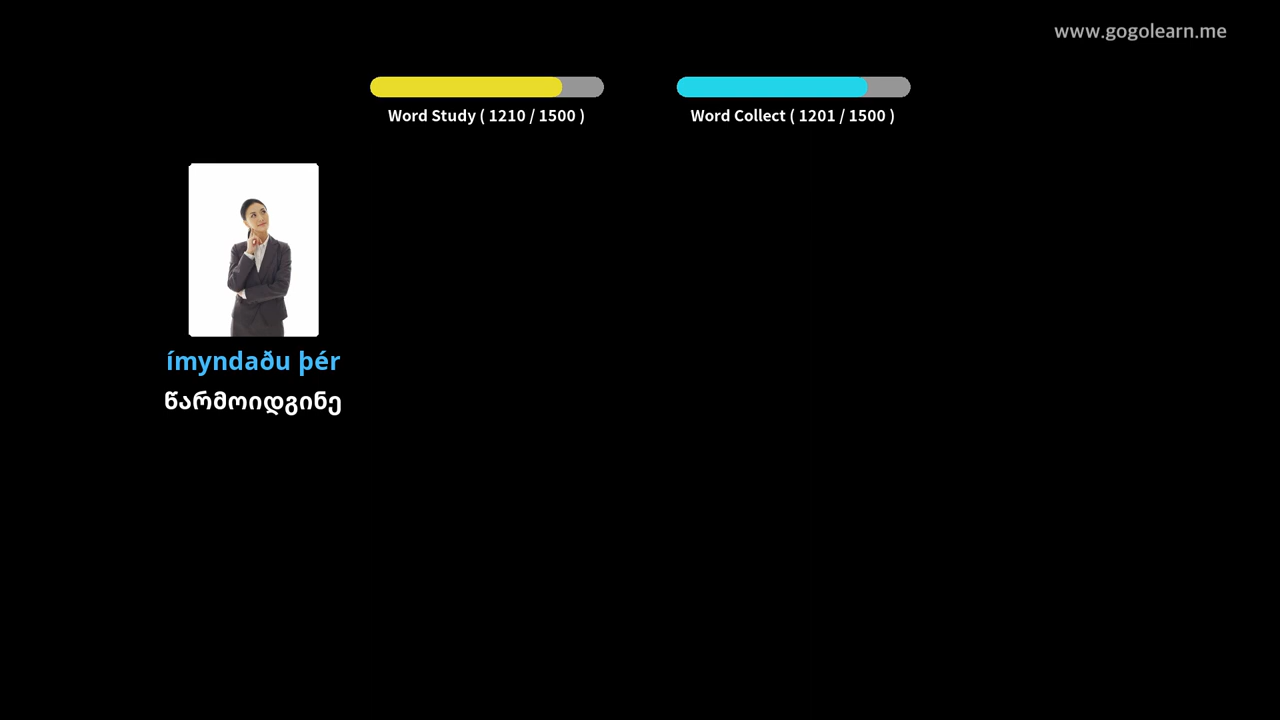 www.gogolearn.me
Word Study ( 1210 / 1500 )
Word Collect ( 1201 / 1500 )
ímyndaðu þér
წარმოიდგინე